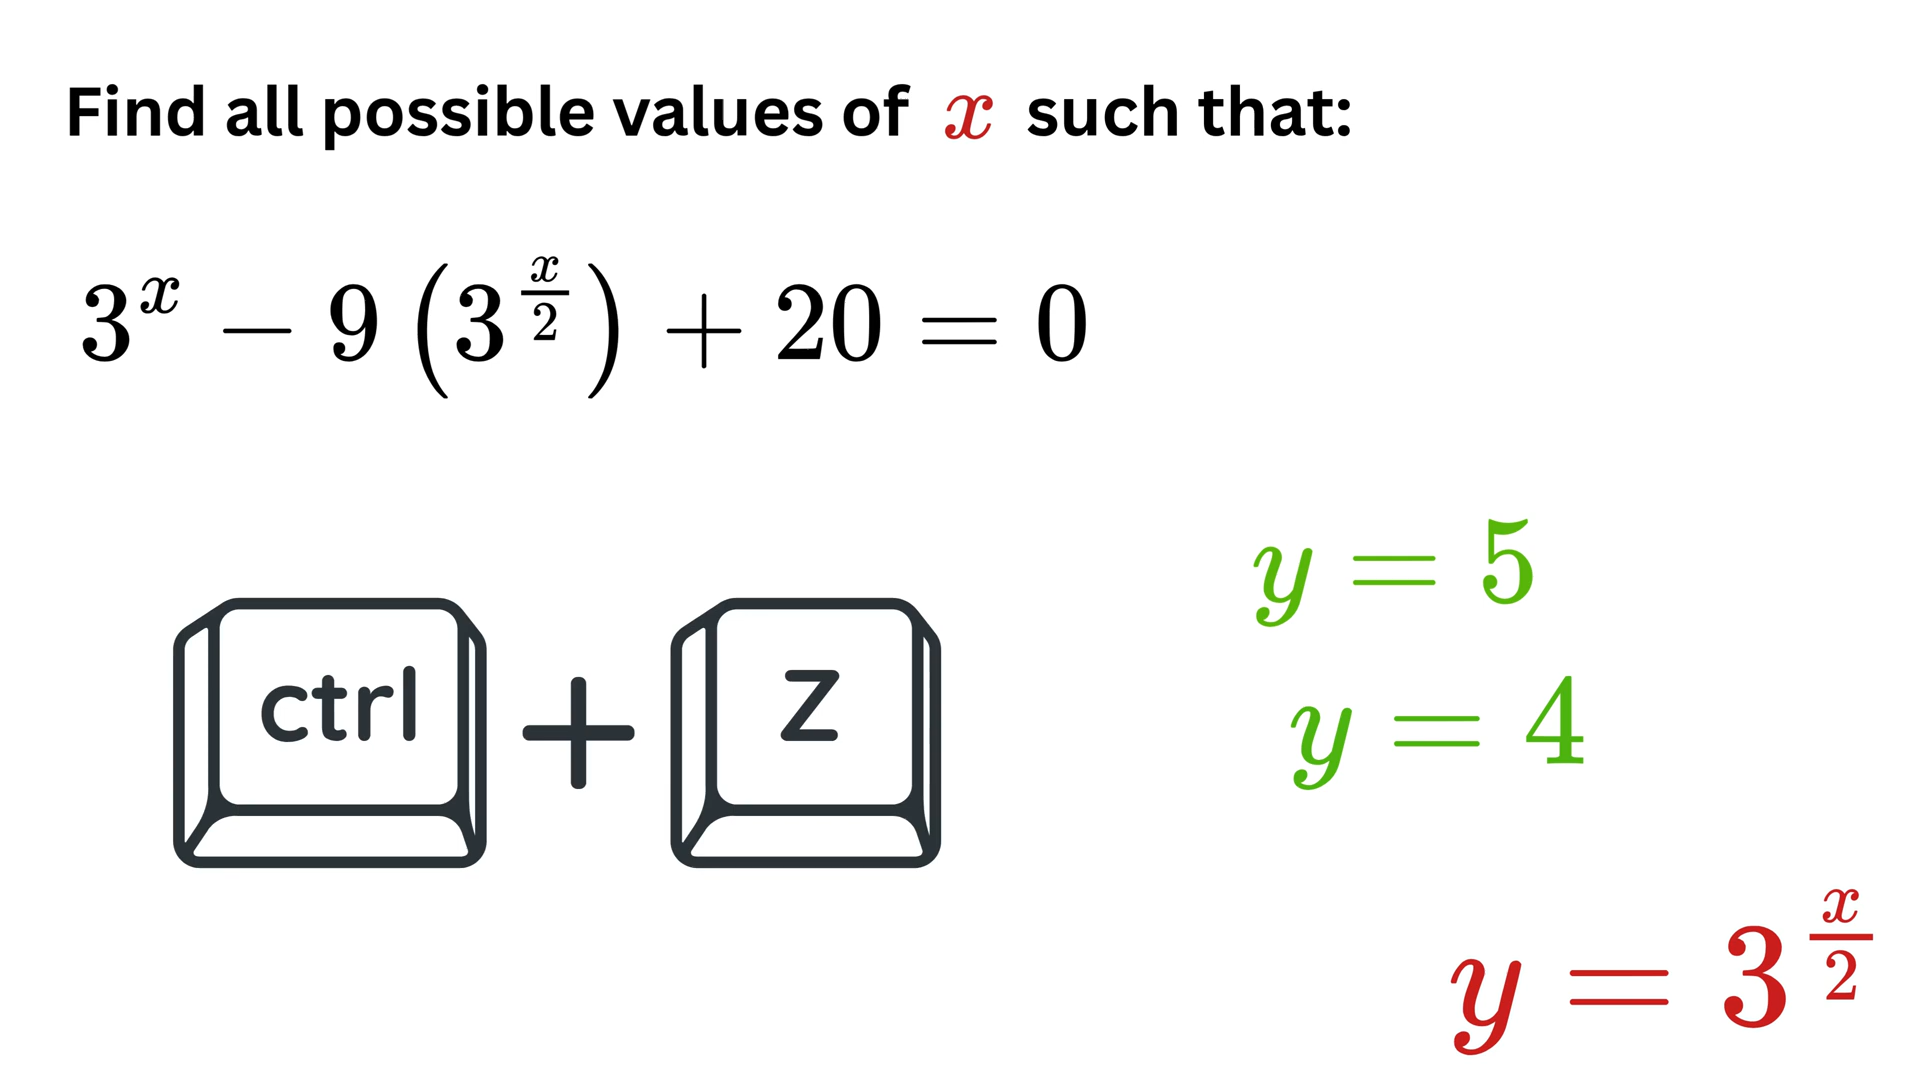 Find all possible values of x such that:
3^x − 9 (3^{x/2}) + 20 = 0
y = 5
ctrl + Z
y = 4
y = 3^{x/2}